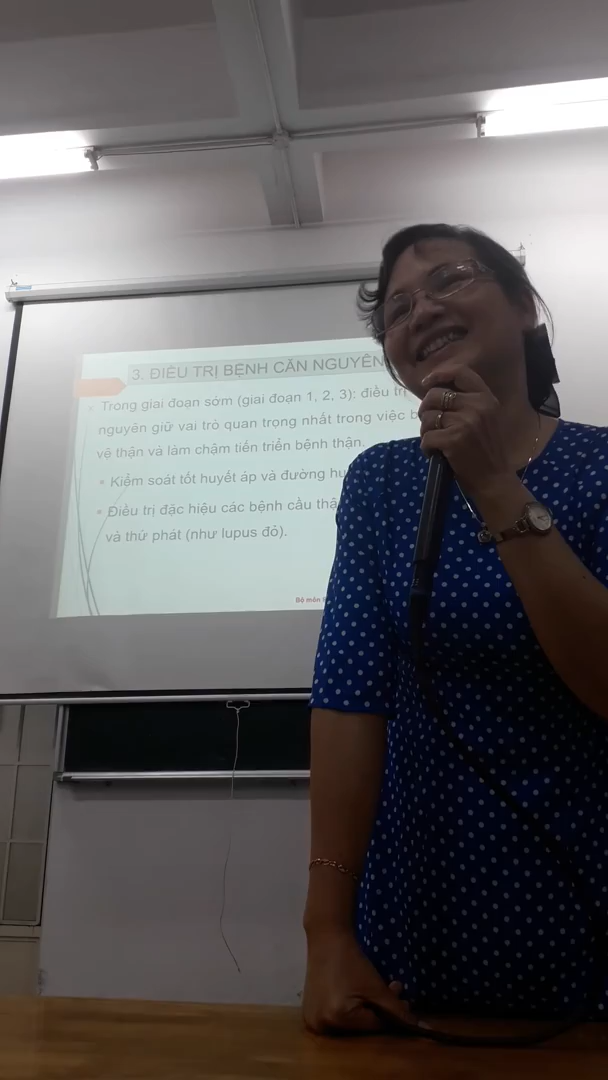 3. ĐIỀU TRỊ BỆNH CĂN NGUYÊN
Trong giai đoạn sớm (giai đoạn 1, 2, 3): điều trị
nguyên giữ vai trò quan trọng nhất trong việc
vệ thận và làm chậm tiến triển bệnh thận.
Kiểm soát tốt huyết áp và đường
Điều trị đặc hiệu các bệnh cầu
và thứ phát (như lupus đỏ).
Bộ môn